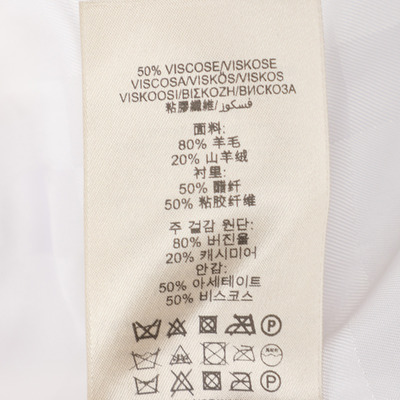 50% VISCOSE/VISKOSE
VISCOSA/VISKOS/VISKOS
VISKOOSI/ΒΙΣΚΟΖΗ/ВИСКОЗА
粘膠纖維/فسكوز
面料:
80% 羊毛
20% 山羊绒
衬里:
50% 醋纤
50% 粘胶纤维
주 겉감 원단:
80% 버진울
20% 캐시미어
안감:
50% 아세테이트
50% 비스코스
P
P